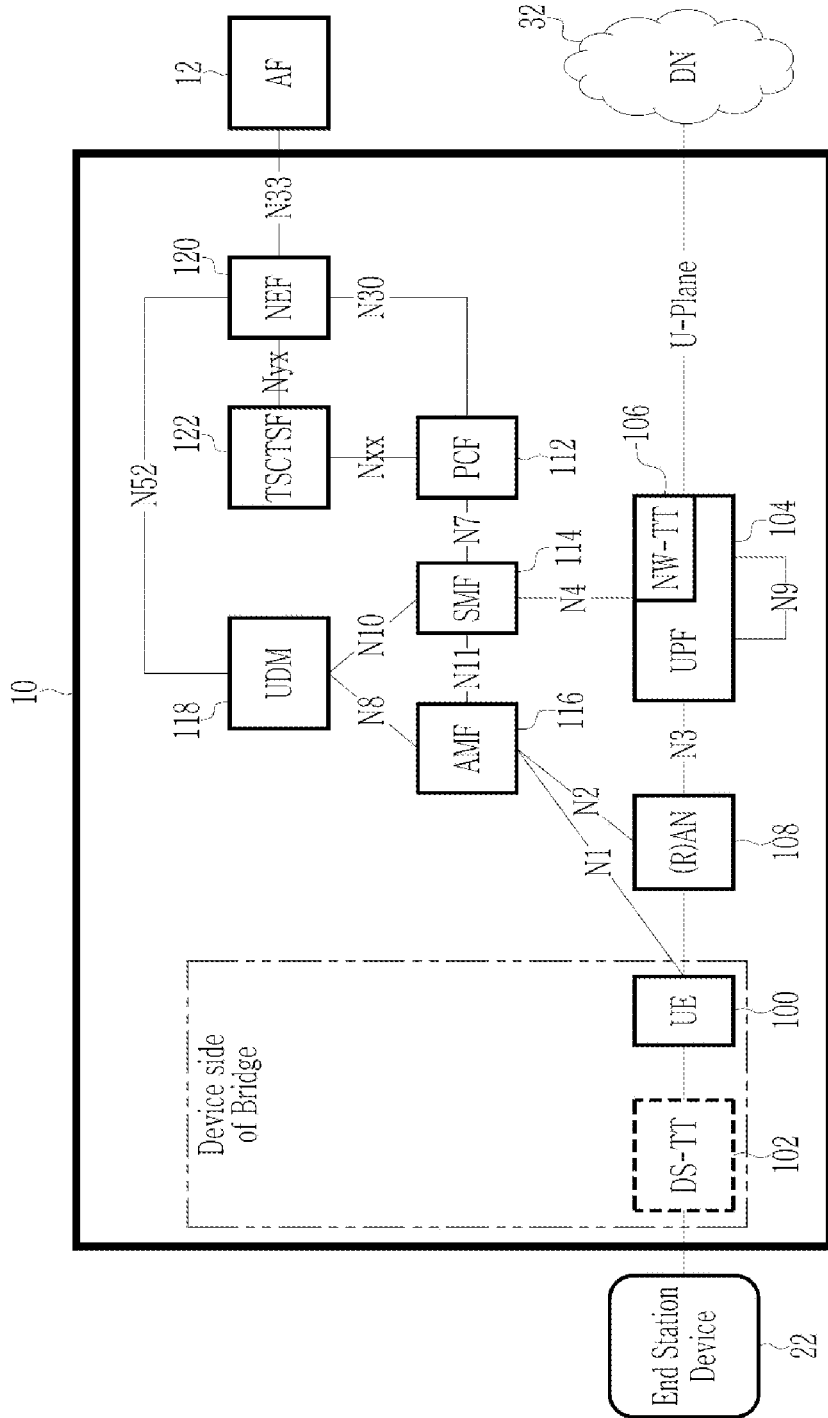 10
N52
118
UDM
122
TSCTSF
Nyx
120
NEF
N33
12
AF
N8
N10
Nxx
N30
AMF
116
N11
SMF
114
N7
PCF
112
Device side
of Bridge
N1
N2
N4
End Station
Device
22
DS-TT
102
UE
100
(R)AN
108
N3
UPF
NW-TT
106
104
N9
U-Plane
DN
32